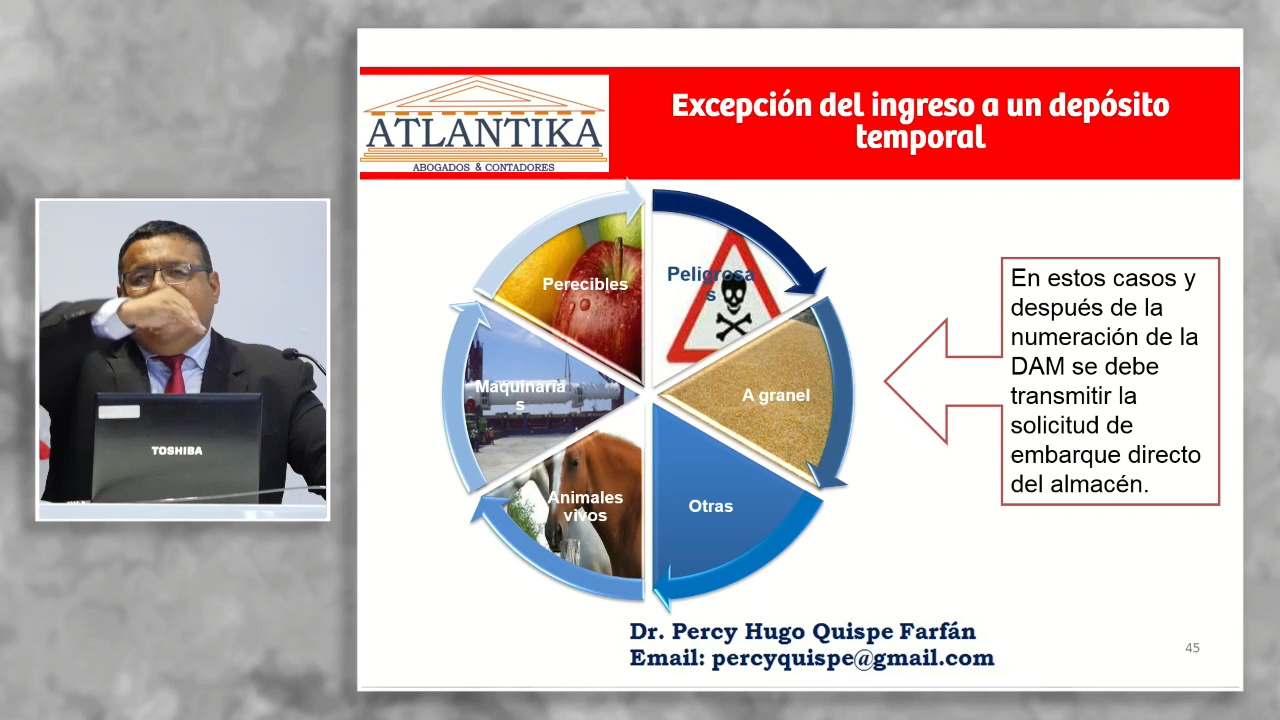 ATLANTIKA
ABOGADOS & CONTADORES
Excepción del ingreso a un depósito
temporal
Perecibles
Peligrosa
s
Maquinaria
s
A granel
Animales
vivos
Otras
En estos casos y
después de la
numeración de la
DAM se debe
transmitir la
solicitud de
embarque directo
del almacén.
TOSHIBA
Dr. Percy Hugo Quispe Farfán
Email: percyquispe@gmail.com
45